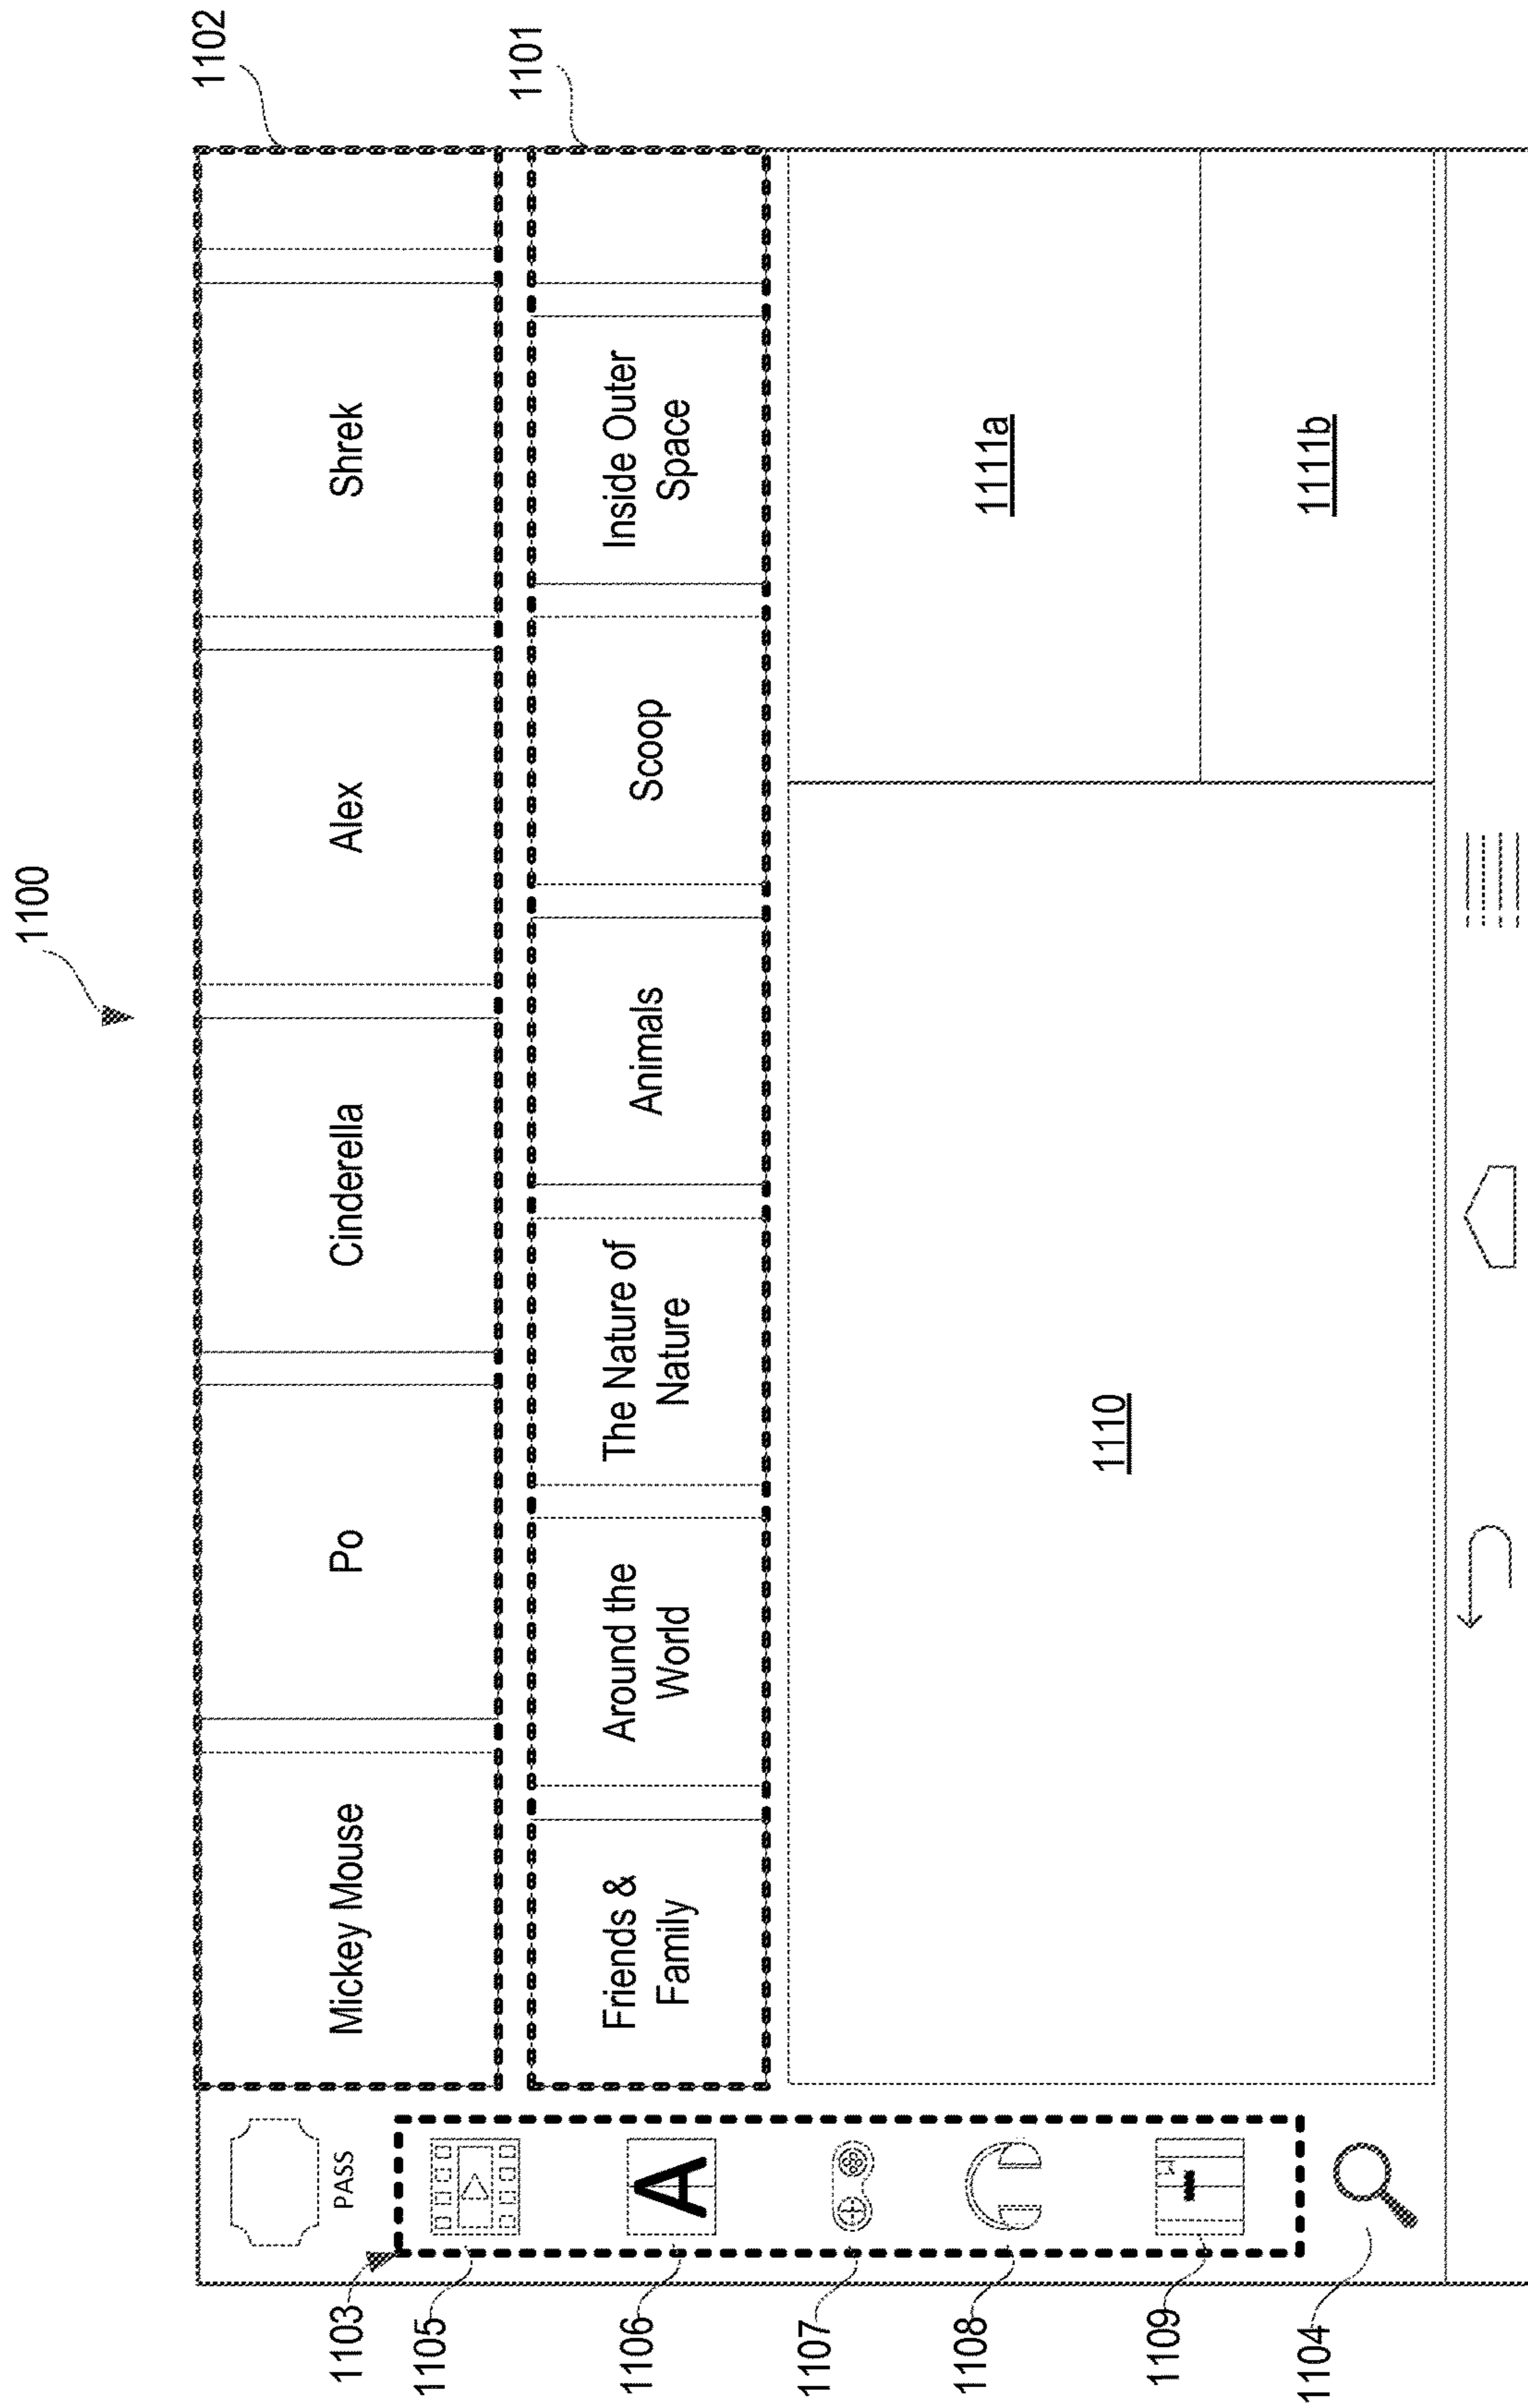 1100
1102
1101
PASS
Mickey Mouse
Po
Cinderella
Alex
Shrek
Friends &
Family
Around the
World
The Nature of
Nature
Animals
Scoop
Inside Outer
Space
1103
1105
A
1106
1107
1108
1109
1104
1110
1111a
1111b